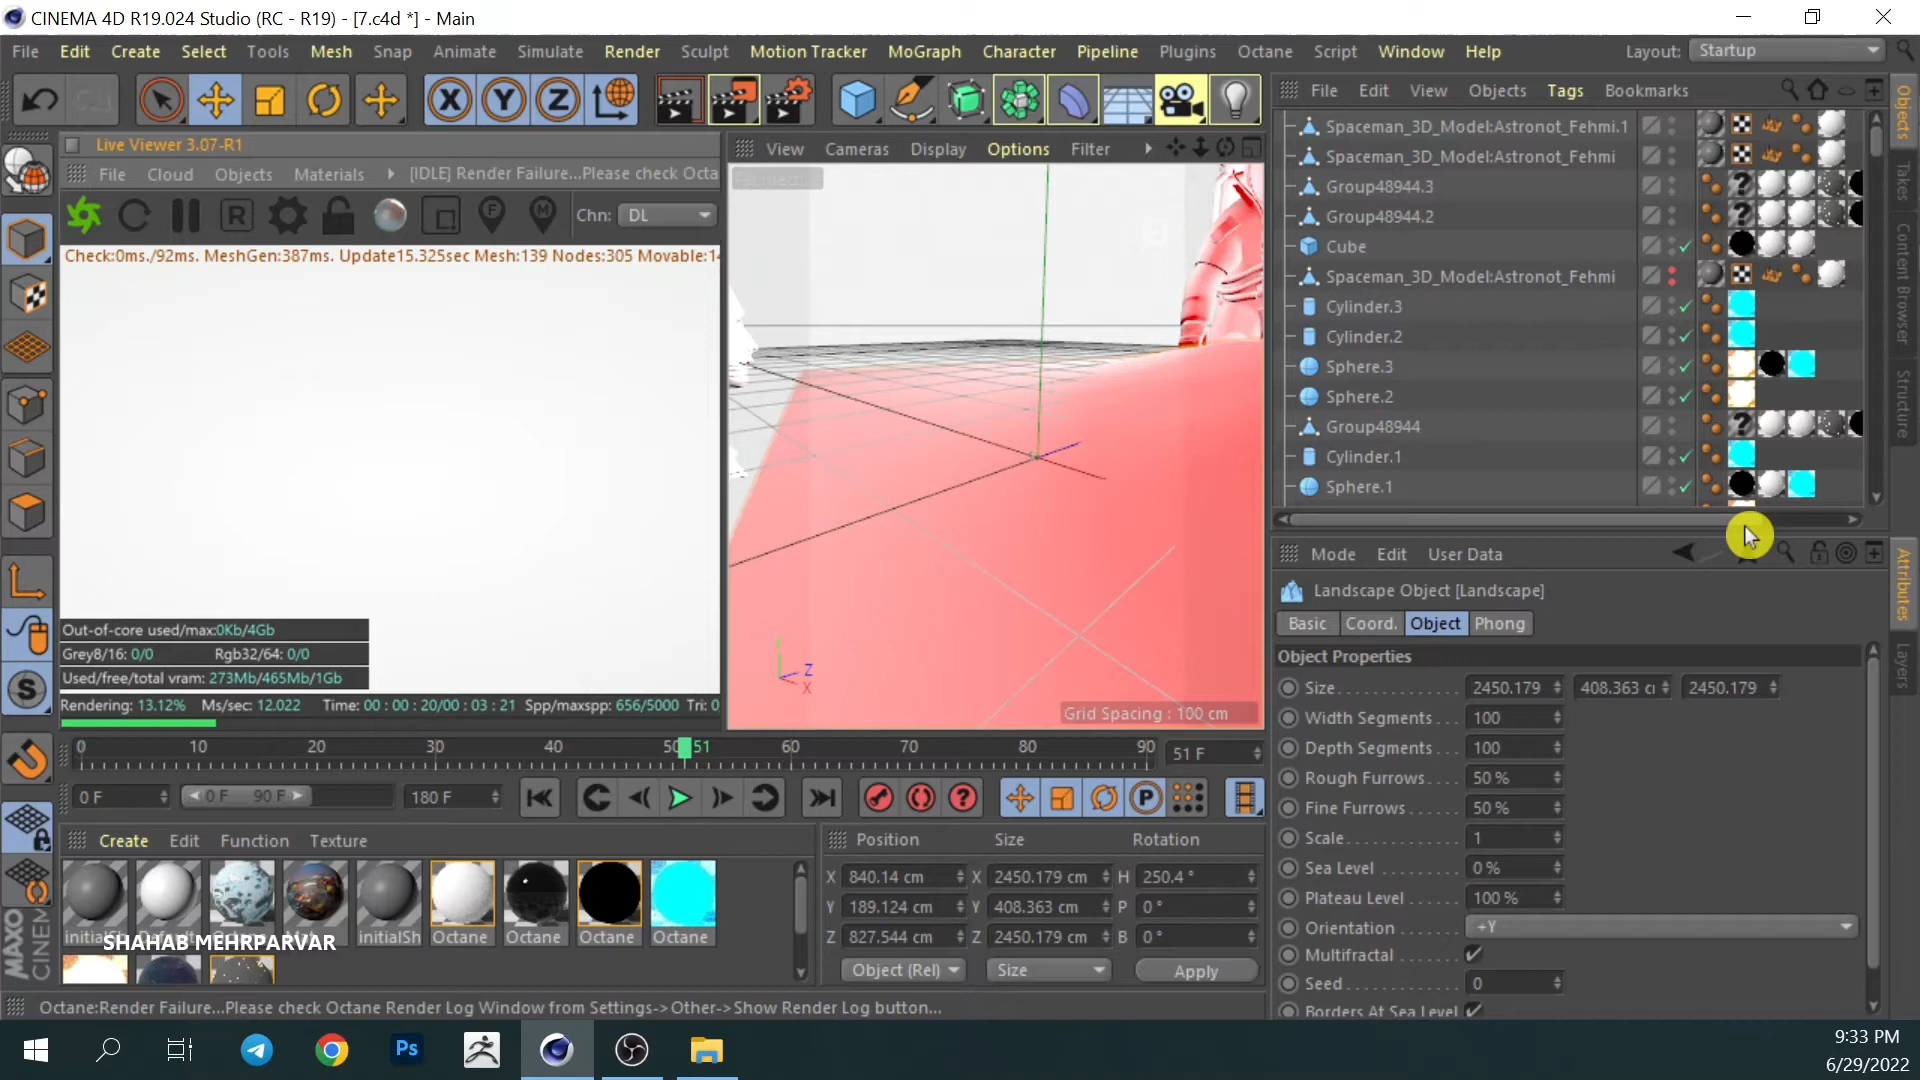 CINEMA 4D R19.024 Studio (RC - R19) - [7.c4d *] - Main
File Edit Create Select Tools Mesh Snap Animate Simulate Render Sculpt Motion Tracker MoGraph Character Pipeline Plugins Octane Script Window Help Layout: Startup
File Edit View Objects Tags Bookmarks
Live Viewer 3.07-R1
File Cloud Objects Materials [IDLE] Render Failure...Please check Octa
Chn: DL
Check:0ms./92ms. MeshGen:387ms. Update15.325sec Mesh:139 Nodes:305 Movable:1
View Cameras Display Options Filter
Spaceman_3D_Model:Astronot_Fehmi.1
Spaceman_3D_Model:Astronot_Fehmi
Group48944.3
Group48944.2
Cube
Spaceman_3D_Model:Astronot_Fehmi
Cylinder.3
Cylinder.2
Sphere.3
Sphere.2
Group48944
Cylinder.1
Sphere.1
Objects
Takes
Content Browser
Structure
Attributes
Layers
Mode Edit User Data
Landscape Object [Landscape]
Basic Coord. Object Phong
Object Properties
Size 2450.179 408.363 cı 2450.179
Width Segments 100
Depth Segments 100
Rough Furrows 50 %
Fine Furrows 50 %
Scale 1
Sea Level 0 %
Plateau Level 100 %
Orientation +Y
Multifractal
Seed 0
Borders At Sea Level
Out-of-core used/max:0Kb/4Gb
Grey8/16: 0/0 Rgb32/64: 0/0
Used/free/total vram: 273Mb/465Mb/1Gb
Rendering: 13.12% Ms/sec: 12.022 Time: 00 : 00 : 20/00 : 03 : 21 Spp/maxspp: 656/5000 Tri: 0
Z
X
Grid Spacing : 100 cm
0 10 20 30 40 50 51 60 70 80 90 51 F
0 F 0 F 90 F 180 F
Create Edit Function Texture
initialSh
initialSh Octane Octane Octane Octane
SHAHAB MEHRPARVAR
MAXO
CINEM
Position Size Rotation
X 840.14 cm X 2450.179 cm H 250.4 °
Y 189.124 cm Y 408.363 cm P 0 °
Z 827.544 cm Z 2450.179 cm B 0 °
Object (Rel) Size Apply
Octane:Render Failure...Please check Octane Render Log Window from Settings->Other->Show Render Log button...
Ps
9:33 PM
6/29/2022